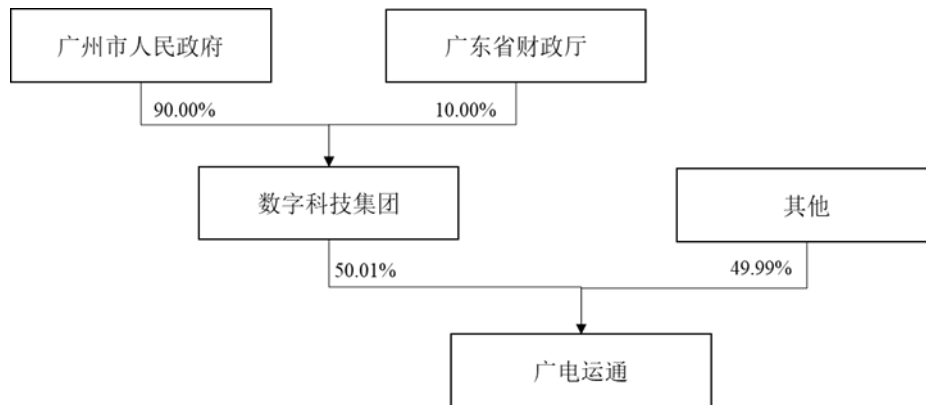 广州市人民政府
广东省财政厅
90.00%
10.00%
数字科技集团
其他
50.01%
49.99%
广电运通